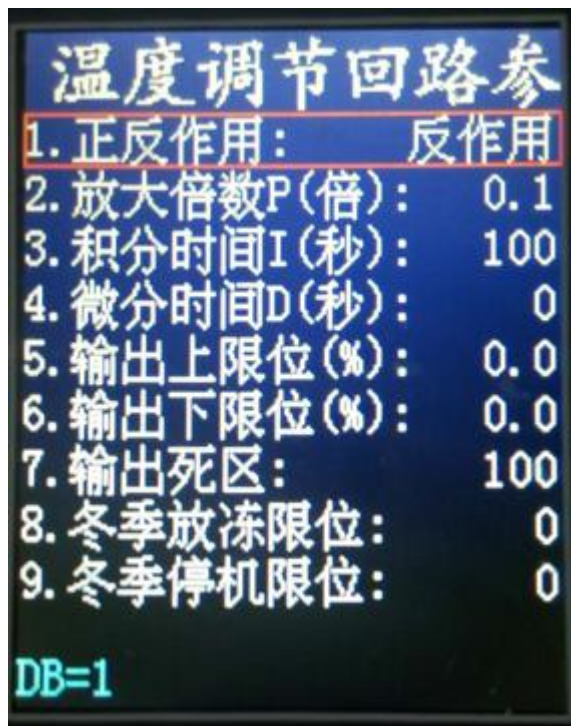 温度调节回路参
1.正反作用: 反作用
2.放大倍数P(倍): 0.1
3.积分时间I(秒): 100
4.微分时间D(秒): 0
5.输出上限位(%): 0.0
6.输出下限位(%): 0.0
7.输出死区: 100
8.冬季放冻限位: 0
9.冬季停机限位: 0
DB=1